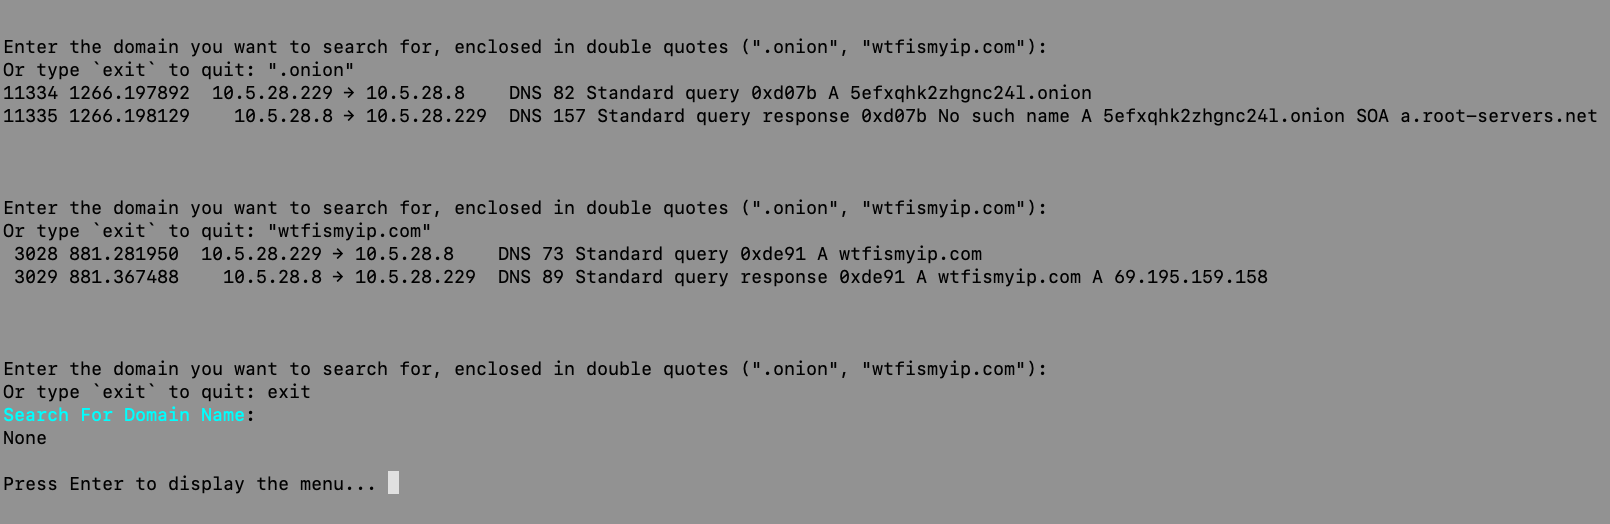 Enter the domain you want to search for, enclosed in double quotes (".onion", "wtfismyip.com"):
Or type `exit` to quit: ".onion"
11334 1266.197892  10.5.28.229 → 10.5.28.8    DNS 82 Standard query 0xd07b A 5efxqhk2zhgnc24l.onion
11335 1266.198129    10.5.28.8 → 10.5.28.229  DNS 157 Standard query response 0xd07b No such name A 5efxqhk2zhgnc24l.onion SOA a.root-servers.net
Enter the domain you want to search for, enclosed in double quotes (".onion", "wtfismyip.com"):
Or type `exit` to quit: "wtfismyip.com"
 3028 881.281950  10.5.28.229 → 10.5.28.8    DNS 73 Standard query 0xde91 A wtfismyip.com
 3029 881.367488    10.5.28.8 → 10.5.28.229  DNS 89 Standard query response 0xde91 A wtfismyip.com A 69.195.159.158
Enter the domain you want to search for, enclosed in double quotes (".onion", "wtfismyip.com"):
Or type `exit` to quit: exit
Search For Domain Name:
None
Press Enter to display the menu...